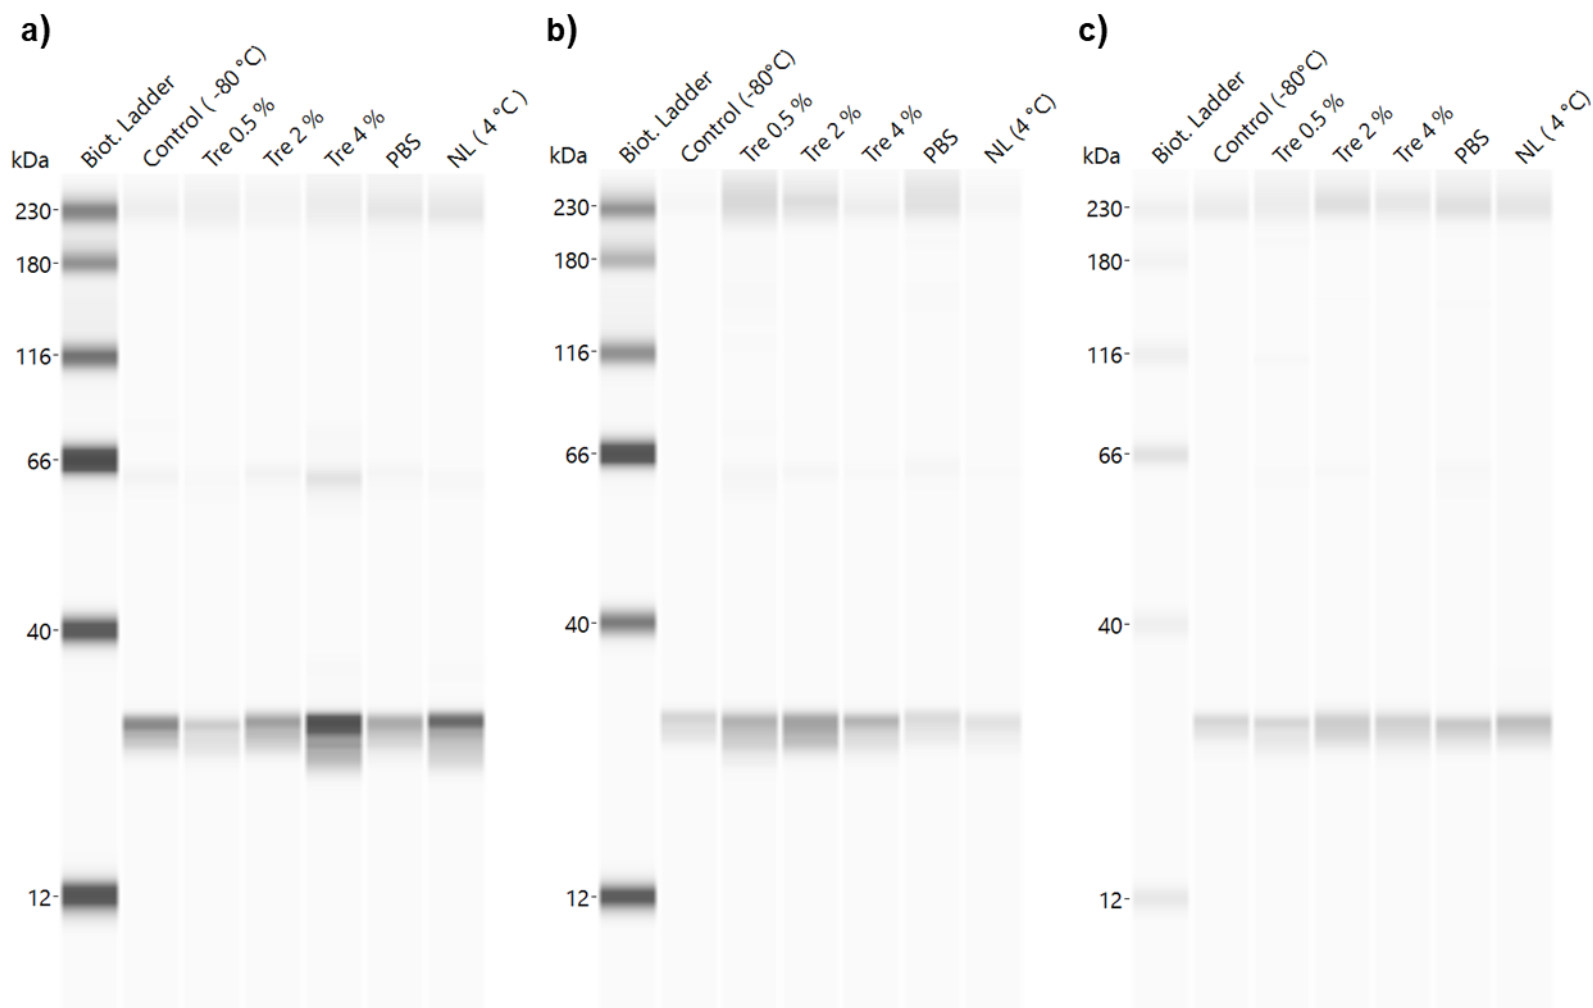 a)
kDa
Biot. Ladder
Control ( -80 °C)
Tre 0.5 %
Tre 2 %
Tre 4 %
PBS
NL ( 4 °C )
230-
180-
116-
66-
40-
12-
b)
kDa
Biot. Ladder
Control (-80°C)
Tre 0.5 %
Tre 2 %
Tre 4 %
PBS
NL (4 °C)
230-
180-
116-
66-
40-
12-
c)
kDa
Biot. Ladder
Control (-80°C)
Tre 0.5 %
Tre 2 %
Tre 4 %
PBS
NL ( 4 °C)
230-
180-
116-
66-
40-
12-